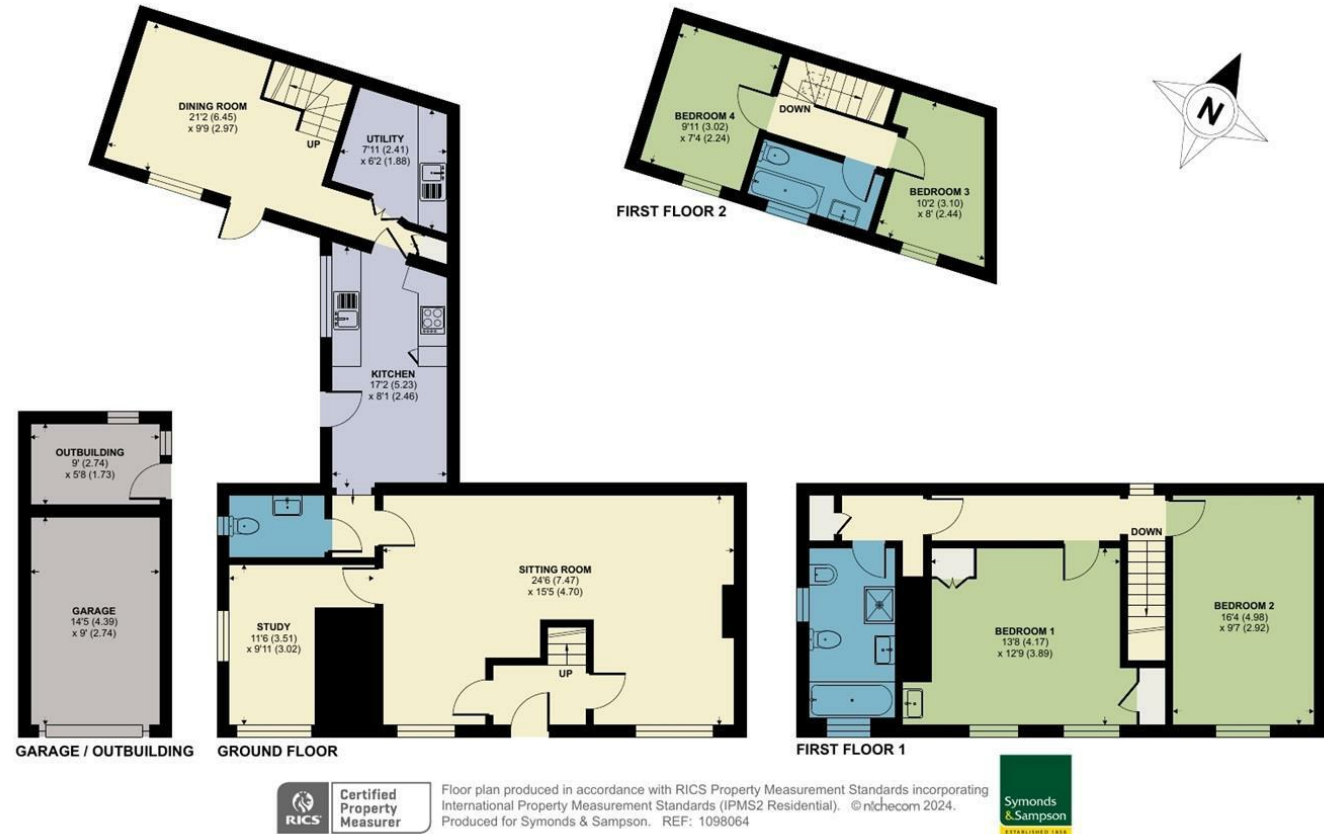 DINING ROOM
21'2 (6.45)
x 9'9 (2.97)
UP
UTILITY
7'11 (2.41)
x 6'2 (1.88)
BEDROOM 4
9'11 (3.02)
x 7'4 (2.24)
DOWN
BEDROOM 3
10'2 (3.10)
x 8' (2.44)
FIRST FLOOR 2
N
KITCHEN
17'2 (5.23)
x 8'1 (2.46)
OUTBUILDING
9' (2.74)
x 5'8 (1.73)
GARAGE
14'5 (4.39)
x 9' (2.74)
GARAGE / OUTBUILDING
STUDY
11'6 (3.51)
x 9'11 (3.02)
SITTING ROOM
24'6 (7.47)
x 15'5 (4.70)
UP
GROUND FLOOR
DOWN
BEDROOM 1
13'8 (4.17)
x 12'9 (3.89)
BEDROOM 2
16'4 (4.98)
x 9'7 (2.92)
FIRST FLOOR 1
RICS
Certified
Property
Measurer
Floor plan produced in accordance with RICS Property Measurement Standards incorporating
International Property Measurement Standards (IPMS2 Residential). © nichecom 2024.
Produced for Symonds & Sampson. REF: 1098064
Symonds
& Sampson
ESTABLISHED 1858